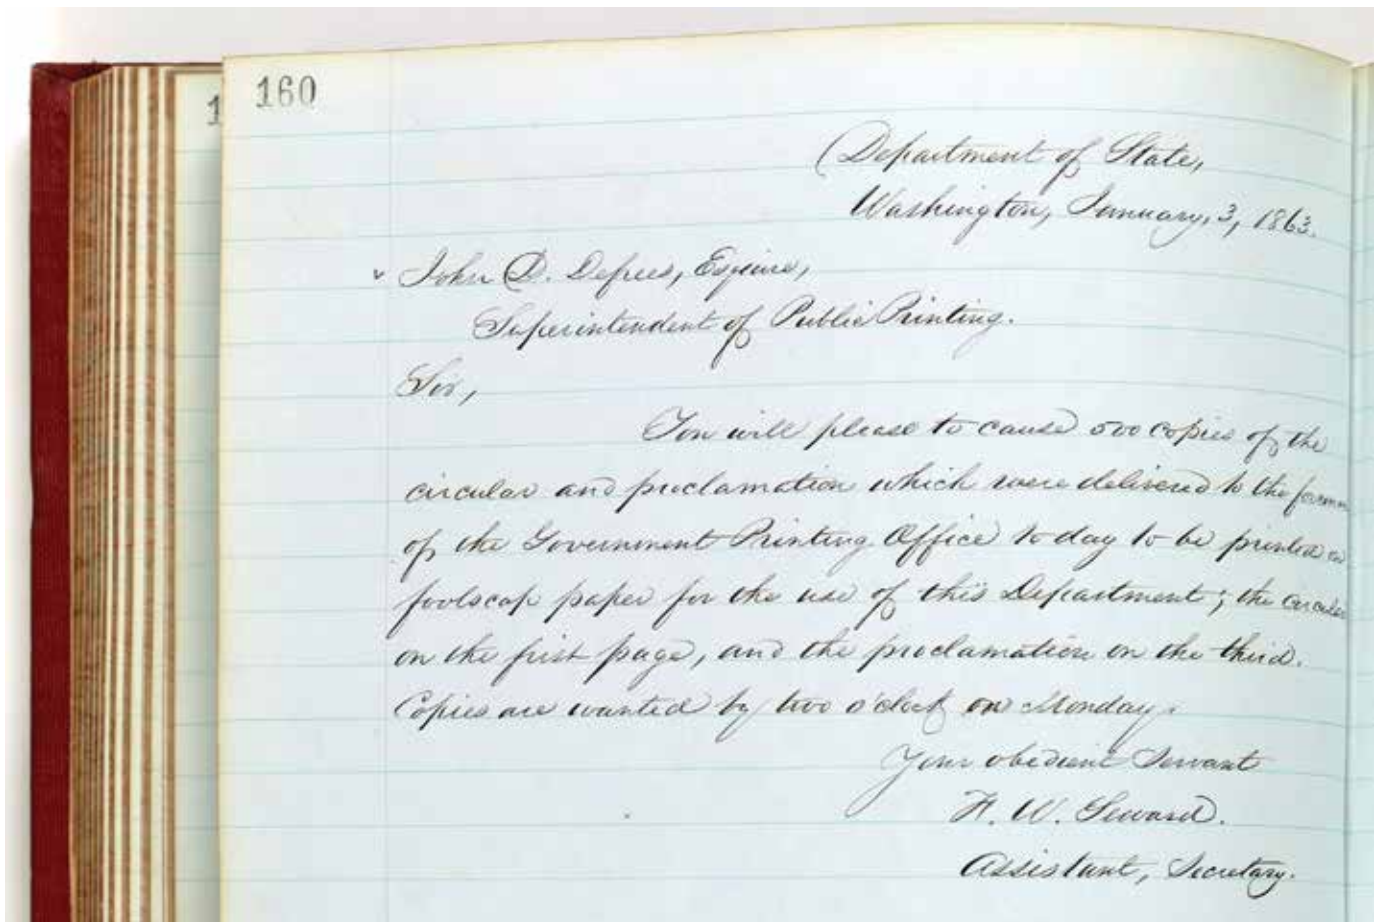 160
1
Department of State,
Washington, January, 3, 1863.
John D. Defrees, Esquire,
Superintendent of Public Printing.
Sir,
You will please to cause 500 copies of the
circular and proclamation which were delivered to the
of the Government Printing Office to day to be printed on
foolscap paper for the use of this Department; the circular
on the first page, and the proclamation on the third.
Copies are wanted by two o'clock on Monday.
Your obedient Servant
F. W. Seward.
Assistant, Secretary.